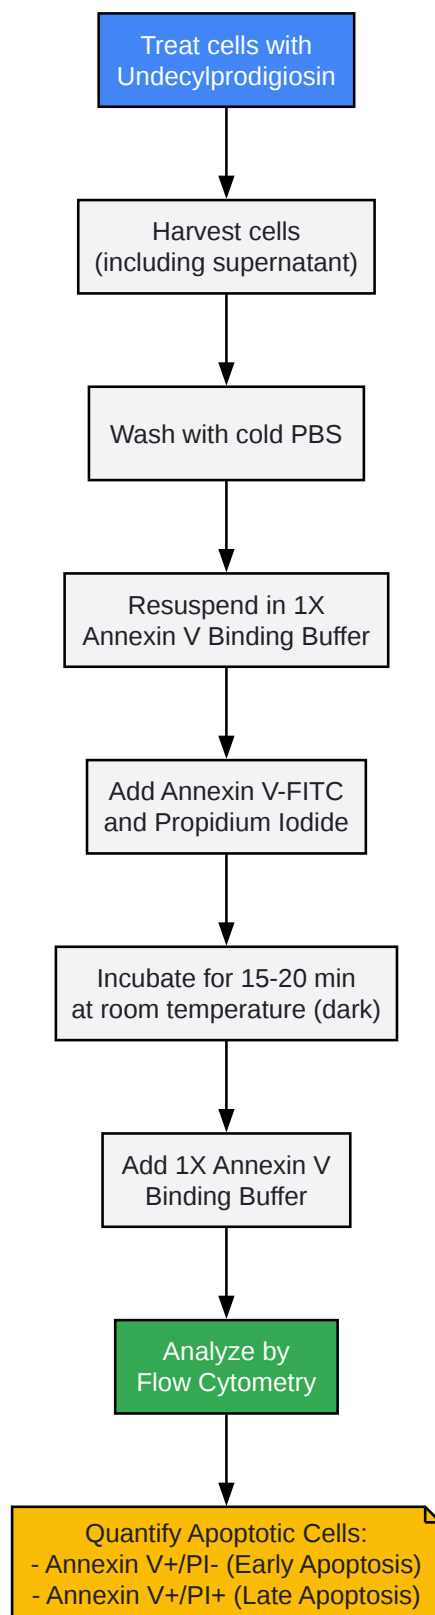 Treat cells with
Undecylprodigiosin
Harvest cells
(including supernatant)
Wash with cold PBS
Resuspend in 1X
Annexin V Binding Buffer
Add Annexin V-FITC
and Propidium Iodide
Incubate for 15-20 min
at room temperature (dark)
Add 1X Annexin V
Binding Buffer
Analyze by
Flow Cytometry
Quantify Apoptotic Cells:
- Annexin V+/PI- (Early Apoptosis)
- Annexin V+/PI+ (Late Apoptosis)